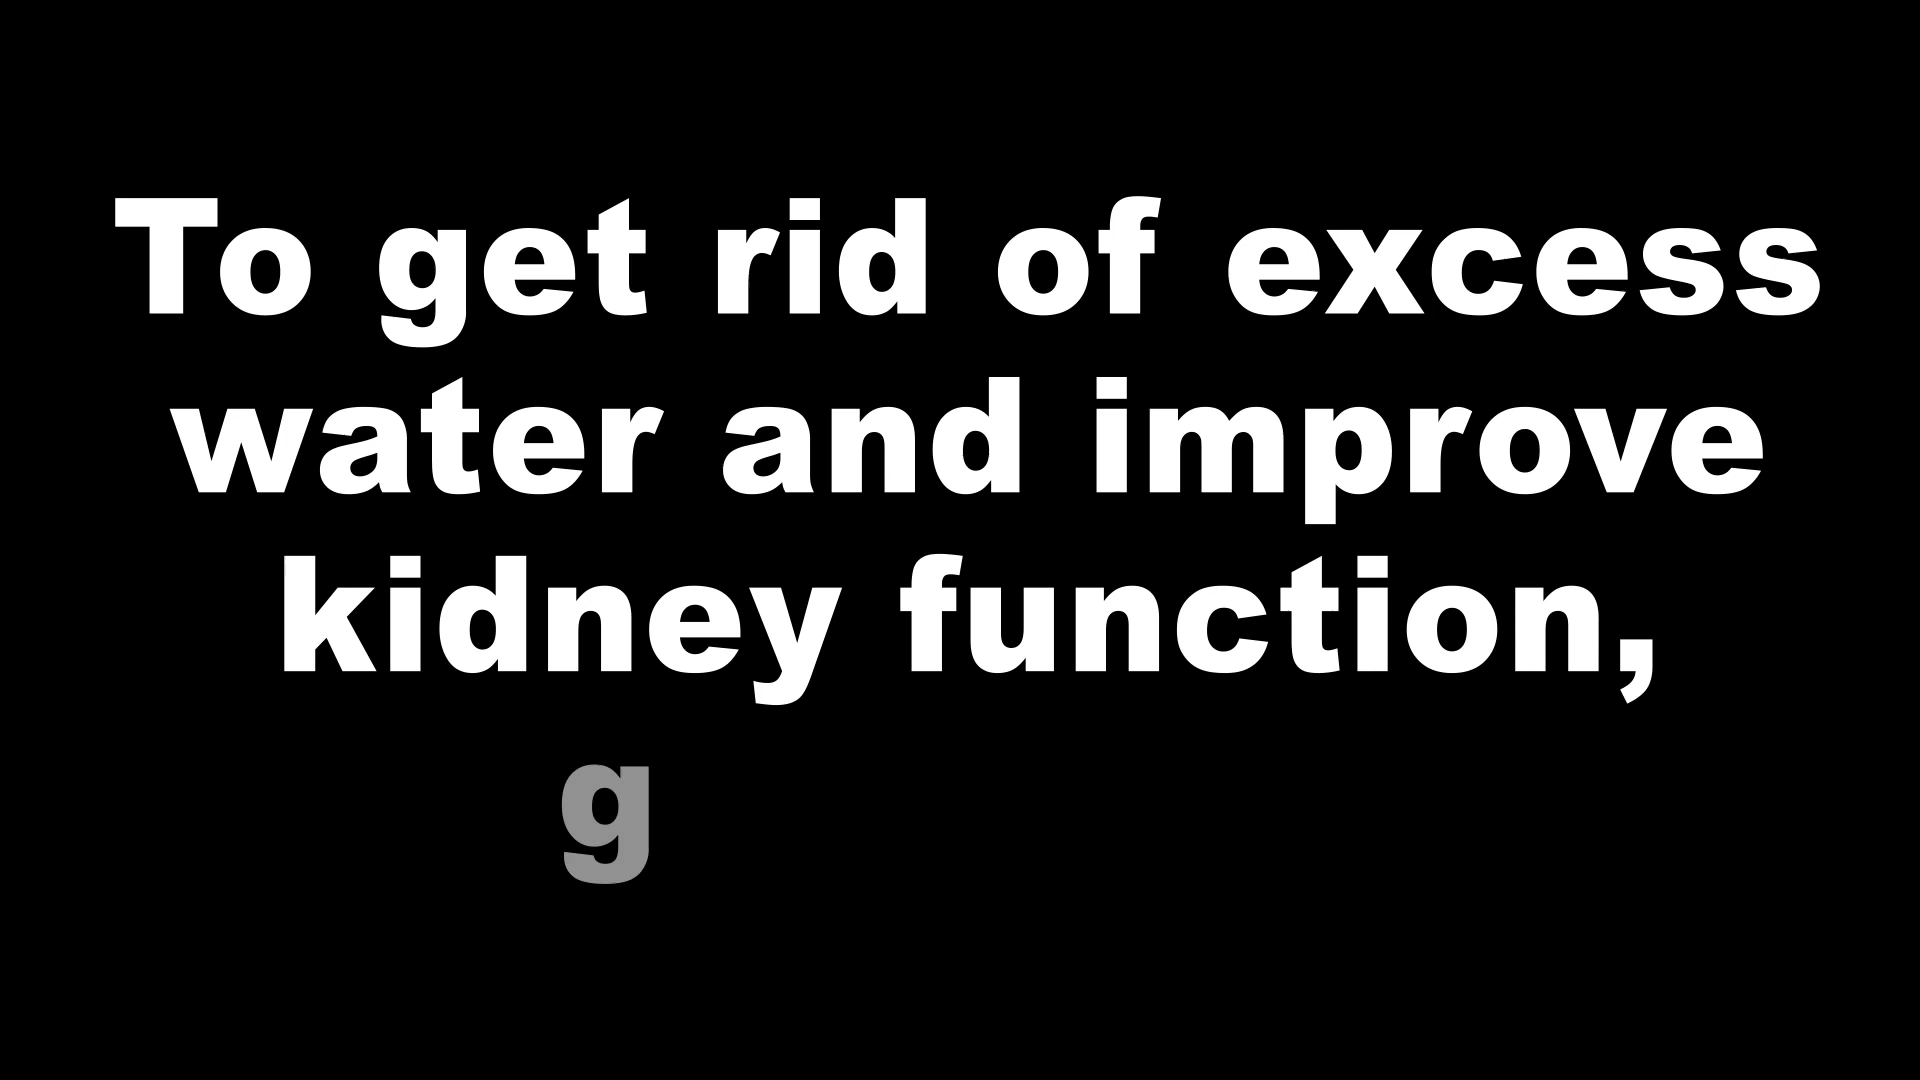 To get rid of excess
water and improve
kidney function,
g